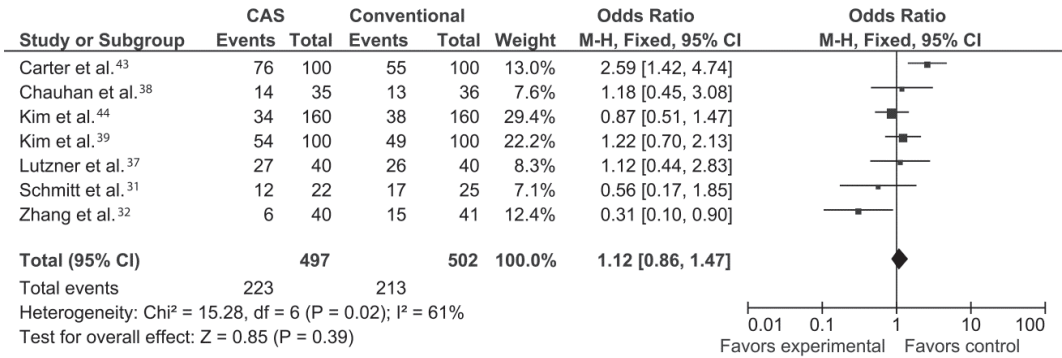 CAS Conventional Odds Ratio Odds Ratio
Study or Subgroup Events Total Events Total Weight M-H, Fixed, 95% CI M-H, Fixed, 95% CI
Carter et al.⁴³ 76 100 55 100 13.0% 2.59 [1.42, 4.74]
Chauhan et al.³⁸ 14 35 13 36 7.6% 1.18 [0.45, 3.08]
Kim et al.⁴⁴ 34 160 38 160 29.4% 0.87 [0.51, 1.47]
Kim et al.³⁹ 54 100 49 100 22.2% 1.22 [0.70, 2.13]
Lutzner et al.³⁷ 27 40 26 40 8.3% 1.12 [0.44, 2.83]
Schmitt et al.³¹ 12 22 17 25 7.1% 0.56 [0.17, 1.85]
Zhang et al.³² 6 40 15 41 12.4% 0.31 [0.10, 0.90]
Total (95% CI) 497 502 100.0% 1.12 [0.86, 1.47]
Total events 223 213
Heterogeneity: Chi² = 15.28, df = 6 (P = 0.02); I² = 61%
Test for overall effect: Z = 0.85 (P = 0.39)
0.01 0.1 1 10 100
Favors experimental Favors control